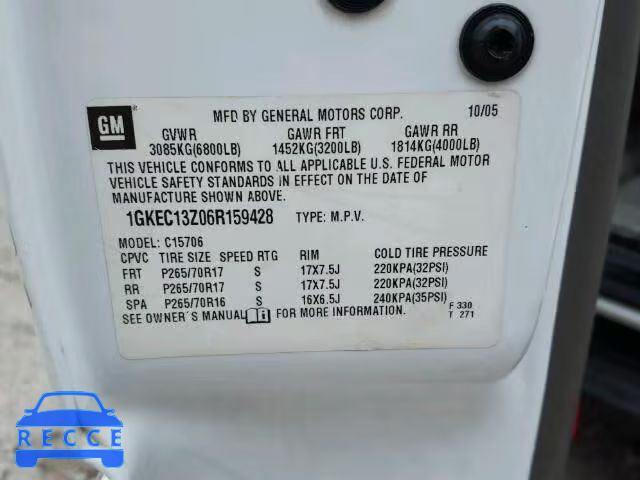 GM
MFD BY GENERAL MOTORS CORP. 10/05
GVWR GAWR FRT GAWR RR
3085KG(6800LB) 1452KG(3200LB) 1814KG(4000LB)
THIS VEHICLE CONFORMS TO ALL APPLICABLE U.S. FEDERAL MOTOR
VEHICLE SAFETY STANDARDS IN EFFECT ON THE DATE OF
MANUFACTURE SHOWN ABOVE.
1GKEC13Z06R159428 TYPE: M.P.V.
MODEL: C15706
CPVC TIRE SIZE SPEED RTG RIM COLD TIRE PRESSURE
FRT P265/70R17 S 17X7.5J 220KPA(32PSI)
RR P265/70R17 S 17X7.5J 220KPA(32PSI)
SPA P265/70R16 S 16X6.5J 240KPA(35PSI)
SEE OWNER'S MANUAL FOR MORE INFORMATION.
F 330
T 271
RECCE